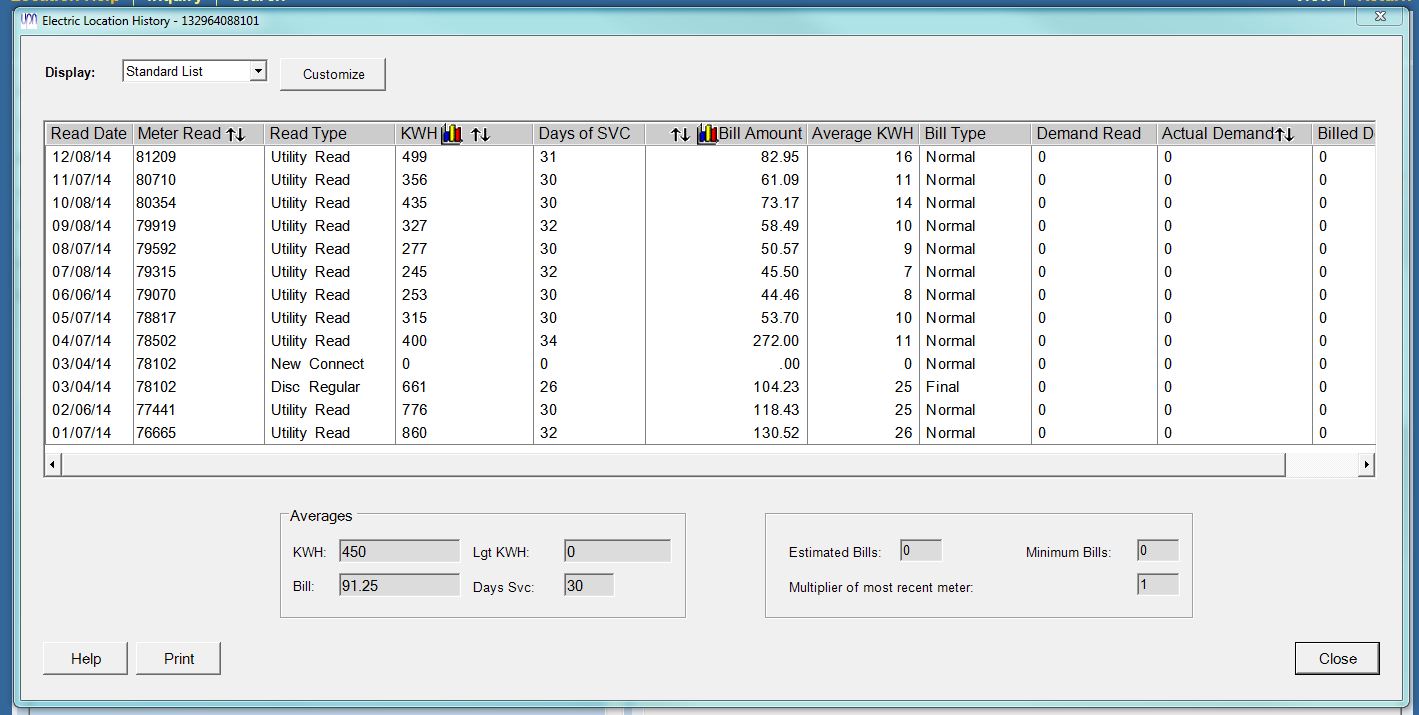 Electric Location History - 132964088101
Display: Standard List Customize
Read Date Meter Read Read Type KWH Days of SVC Bill Amount Average KWH Bill Type Demand Read Actual Demand Billed D
12/08/14 81209 Utility Read 499 31 82.95 16 Normal 0 0 0
11/07/14 80710 Utility Read 356 30 61.09 11 Normal 0 0 0
10/08/14 80354 Utility Read 435 30 73.17 14 Normal 0 0 0
09/08/14 79919 Utility Read 327 32 58.49 10 Normal 0 0 0
08/07/14 79592 Utility Read 277 30 50.57 9 Normal 0 0 0
07/08/14 79315 Utility Read 245 32 45.50 7 Normal 0 0 0
06/06/14 79070 Utility Read 253 30 44.46 8 Normal 0 0 0
05/07/14 78817 Utility Read 315 30 53.70 10 Normal 0 0 0
04/07/14 78502 Utility Read 400 34 272.00 11 Normal 0 0 0
03/04/14 78102 New Connect 0 0 .00 0 Normal 0 0 0
03/04/14 78102 Disc Regular 661 26 104.23 25 Final 0 0 0
02/06/14 77441 Utility Read 776 30 118.43 25 Normal 0 0 0
01/07/14 76665 Utility Read 860 32 130.52 26 Normal 0 0 0
Averages
KWH: 450 Lgt KWH: 0 Estimated Bills: 0 Minimum Bills: 0
Bill: 91.25 Days Svc: 30 Multiplier of most recent meter: 1
Help Print Close